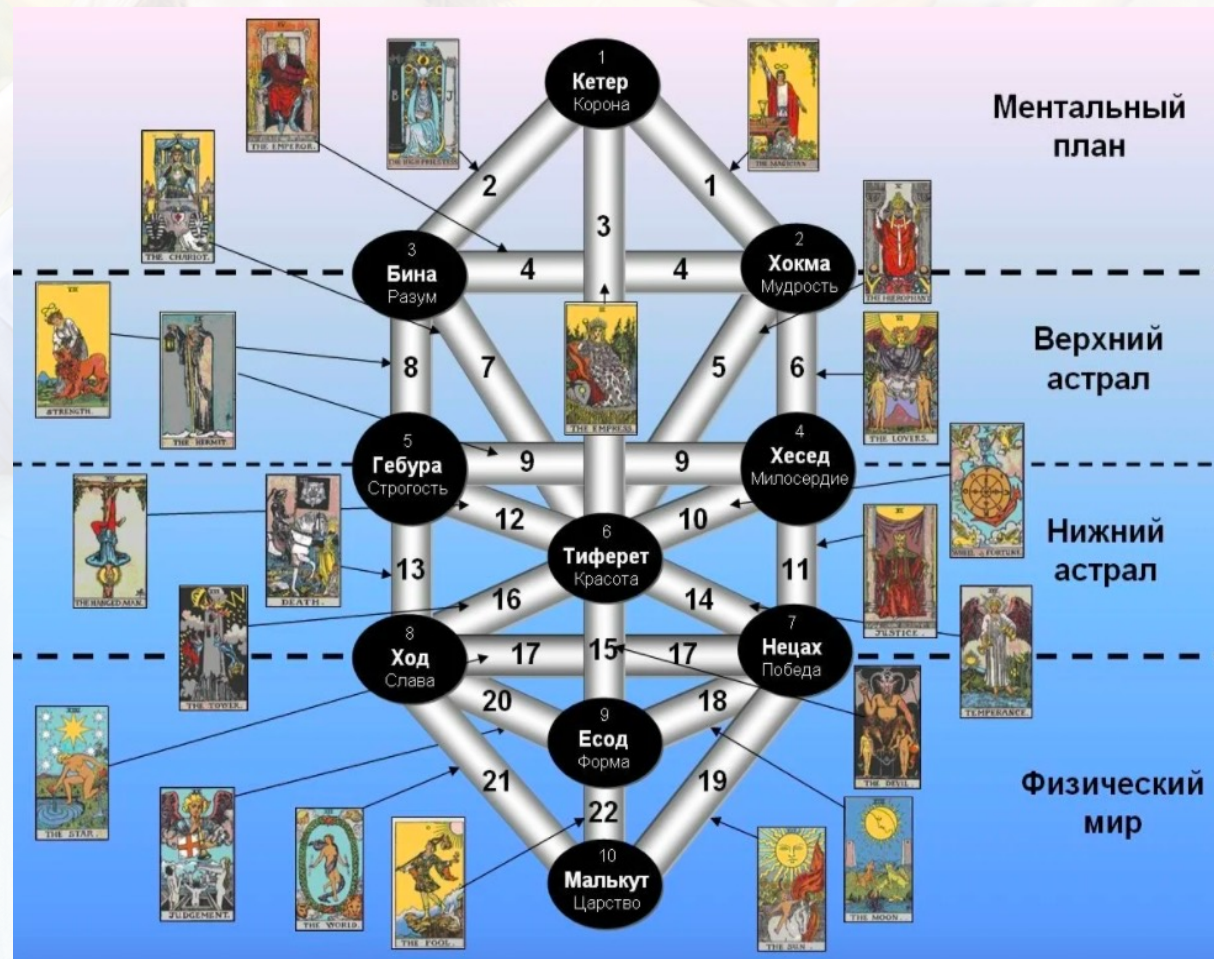 1
Кетер
Корона
Ментальный
план
THE EMPEROR.
THE HIGH PRIESTESS
B
J
THE MAGICIAN
2
1
3
THE CHARIOT.
3
Бина
Разум
4
4
2
Хокма
Мудрость
THE HIEROPHANT
Верхний
астрал
STRENGTH.
THE HERMIT.
8
7
THE EMPRESS.
5
6
THE LOVERS.
5
Гебура
Строгость
9
9
4
Хесед
Милосердие
WHEEL of FORTUNE.
Нижний
астрал
THE HANGED MAN.
DEATH.
12
10
6
Тиферет
Красота
13
11
JUSTICE.
16
14
TEMPERANCE.
THE TOWER.
8
Ход
Слава
17
15
17
7
Нецах
Победа
THE DEVIL.
THE STAR.
20
18
9
Есод
Форма
21
19
Физический
мир
JUDGEMENT.
THE WORLD.
THE FOOL.
22
10
Малькут
Царство
THE SUN.
THE MOON.